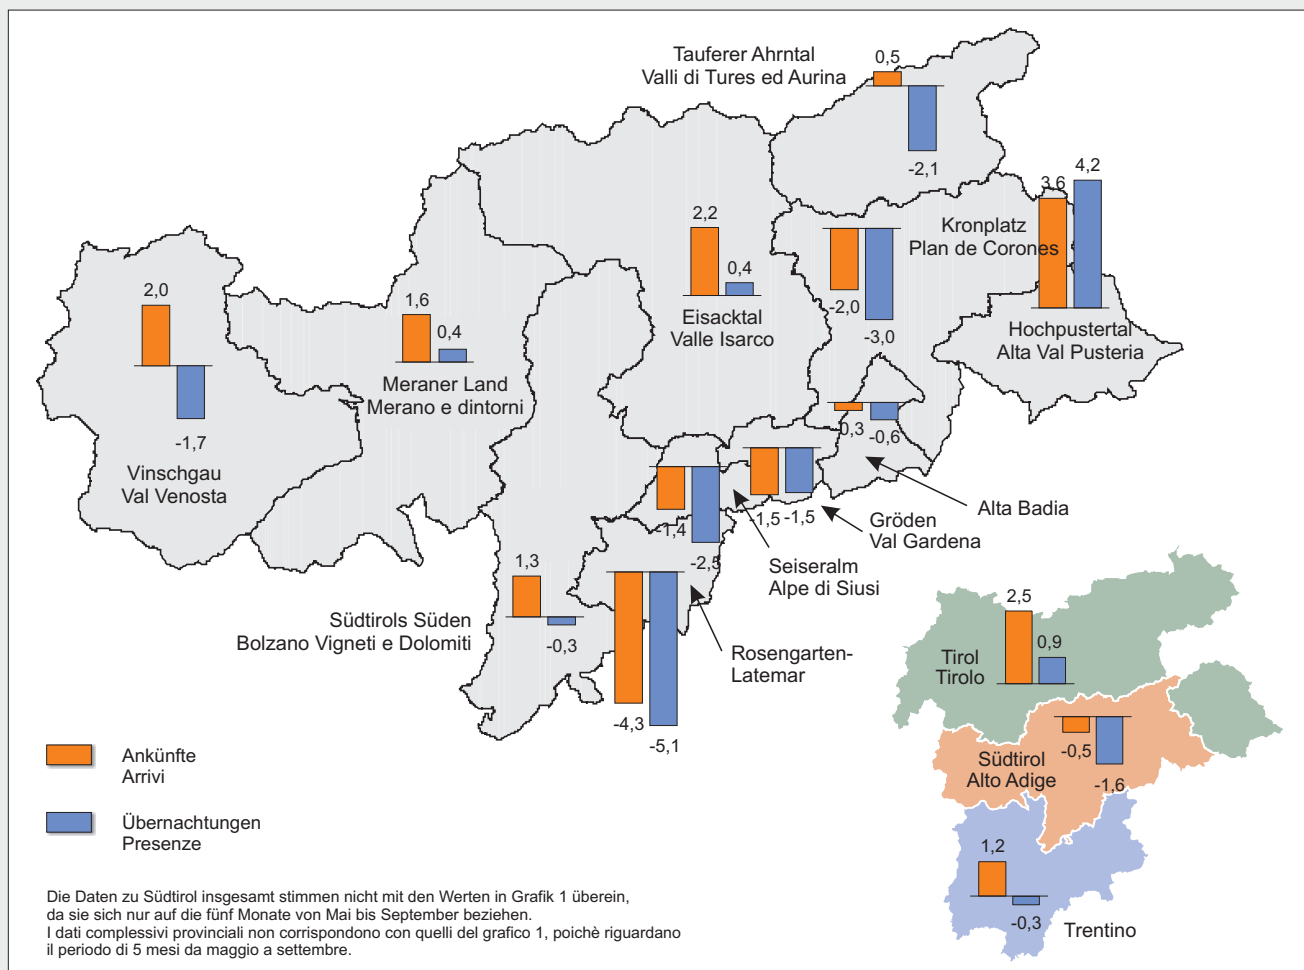 Tauferer Ahrntal
Valli di Tures ed Aurina
0,5
-2,1
3,6
4,2
Kronplatz
Plan de Corones
-2,0
-3,0
Hochpustertal
Alta Val Pusteria
2,2
0,4
Eisacktal
Valle Isarco
2,0
-1,7
Vinschgau
Val Venosta
1,6
0,4
Meraner Land
Merano e dintorni
-0,3
-0,6
Alta Badia
-1,5
-1,5
Gröden
Val Gardena
-1,4
-2,5
Seiseralm
Alpe di Siusi
1,3
-0,3
Südtirols Süden
Bolzano Vigneti e Dolomiti
-4,3
-5,1
Rosengarten-
Latemar
2,5
0,9
Tirol
Tirolo
-0,5
-1,6
Südtirol
Alto Adige
1,2
-0,3
Trentino
Ankünfte
Arrivi
Übernachtungen
Presenze
Die Daten zu Südtirol insgesamt stimmen nicht mit den Werten in Grafik 1 überein,
da sie sich nur auf die fünf Monate von Mai bis September beziehen.
I dati complessivi provinciali non corrispondono con quelli del grafico 1, poichè riguardano
il periodo di 5 mesi da maggio a settembre.